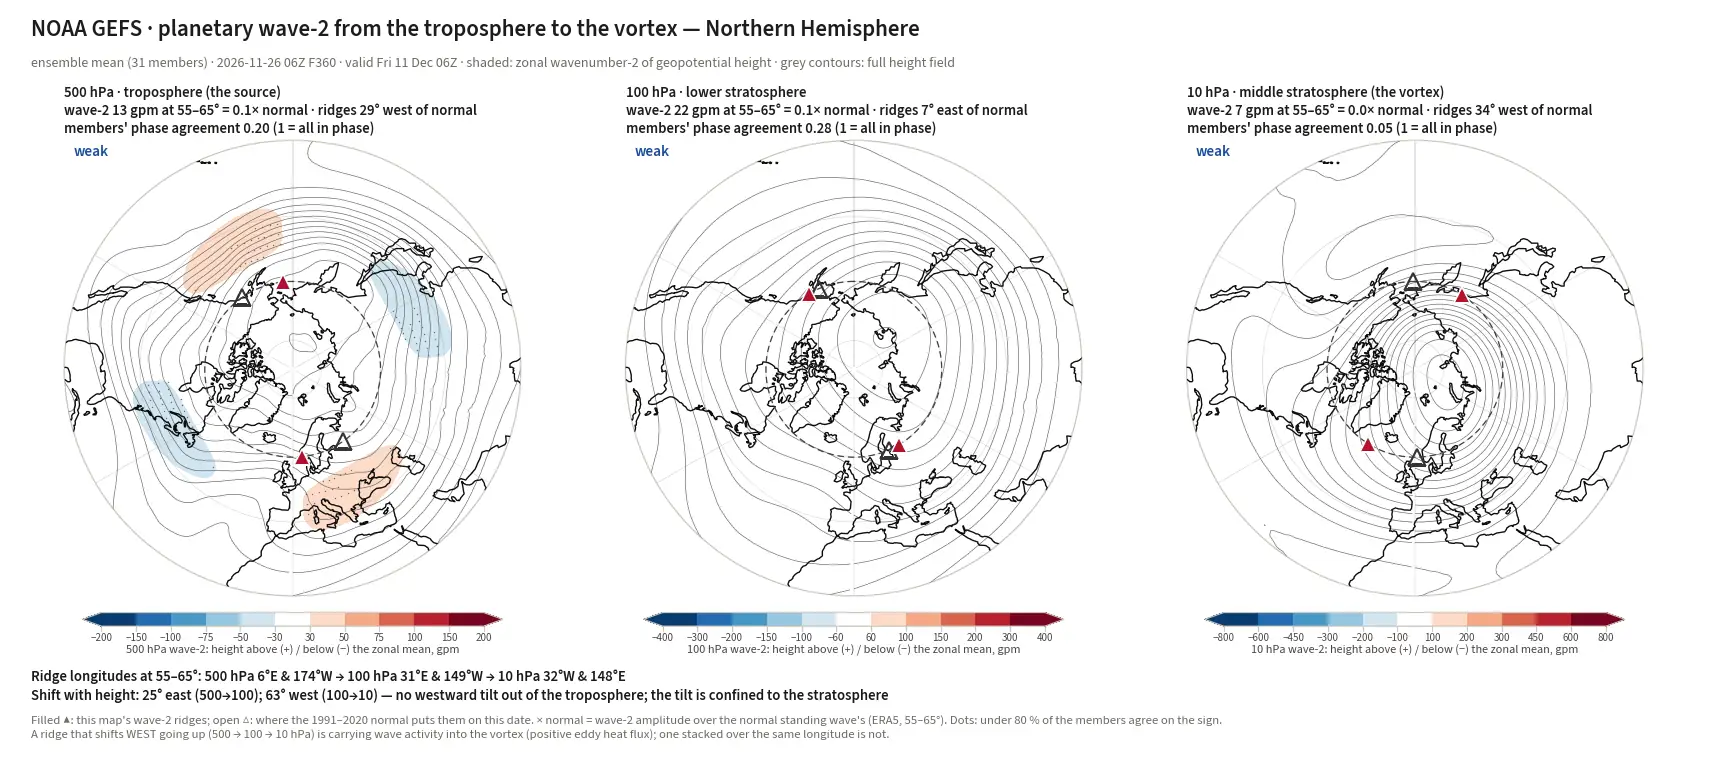 NOAA GEFS · planetary wave-2 from the troposphere to the vortex — Northern Hemisphere
ensemble mean (31 members) · 2026-11-26 06Z F360 · valid Fri 11 Dec 06Z · shaded: zonal wavenumber-2 of geopotential height · grey contours: full height field
500 hPa · troposphere (the source)
wave-2 13 gpm at 55–65° = 0.1× normal · ridges 29° west of normal
members' phase agreement 0.20 (1 = all in phase)
weak
100 hPa · lower stratosphere
wave-2 22 gpm at 55–65° = 0.1× normal · ridges 7° east of normal
members' phase agreement 0.28 (1 = all in phase)
weak
10 hPa · middle stratosphere (the vortex)
wave-2 7 gpm at 55–65° = 0.0× normal · ridges 34° west of normal
members' phase agreement 0.05 (1 = all in phase)
weak
−200 −150 −100 −75 −50 −30 30 50 75 100 150 200
500 hPa wave-2: height above (+) / below (−) the zonal mean, gpm
−400 −300 −200 −150 −100 −60 60 100 150 200 300 400
100 hPa wave-2: height above (+) / below (−) the zonal mean, gpm
−800 −600 −450 −300 −200 −100 100 200 300 450 600 800
10 hPa wave-2: height above (+) / below (−) the zonal mean, gpm
Ridge longitudes at 55–65°: 500 hPa 6°E & 174°W → 100 hPa 31°E & 149°W → 10 hPa 32°W & 148°E
Shift with height: 25° east (500→100); 63° west (100→10) — no westward tilt out of the troposphere; the tilt is confined to the stratosphere
Filled ▲: this map's wave-2 ridges; open △: where the 1991–2020 normal puts them on this date. × normal = wave-2 amplitude over the normal standing wave's (ERA5, 55–65°). Dots: under 80 % of the members agree on the sign.
A ridge that shifts WEST going up (500 → 100 → 10 hPa) is carrying wave activity into the vortex (positive eddy heat flux); one stacked over the same longitude is not.